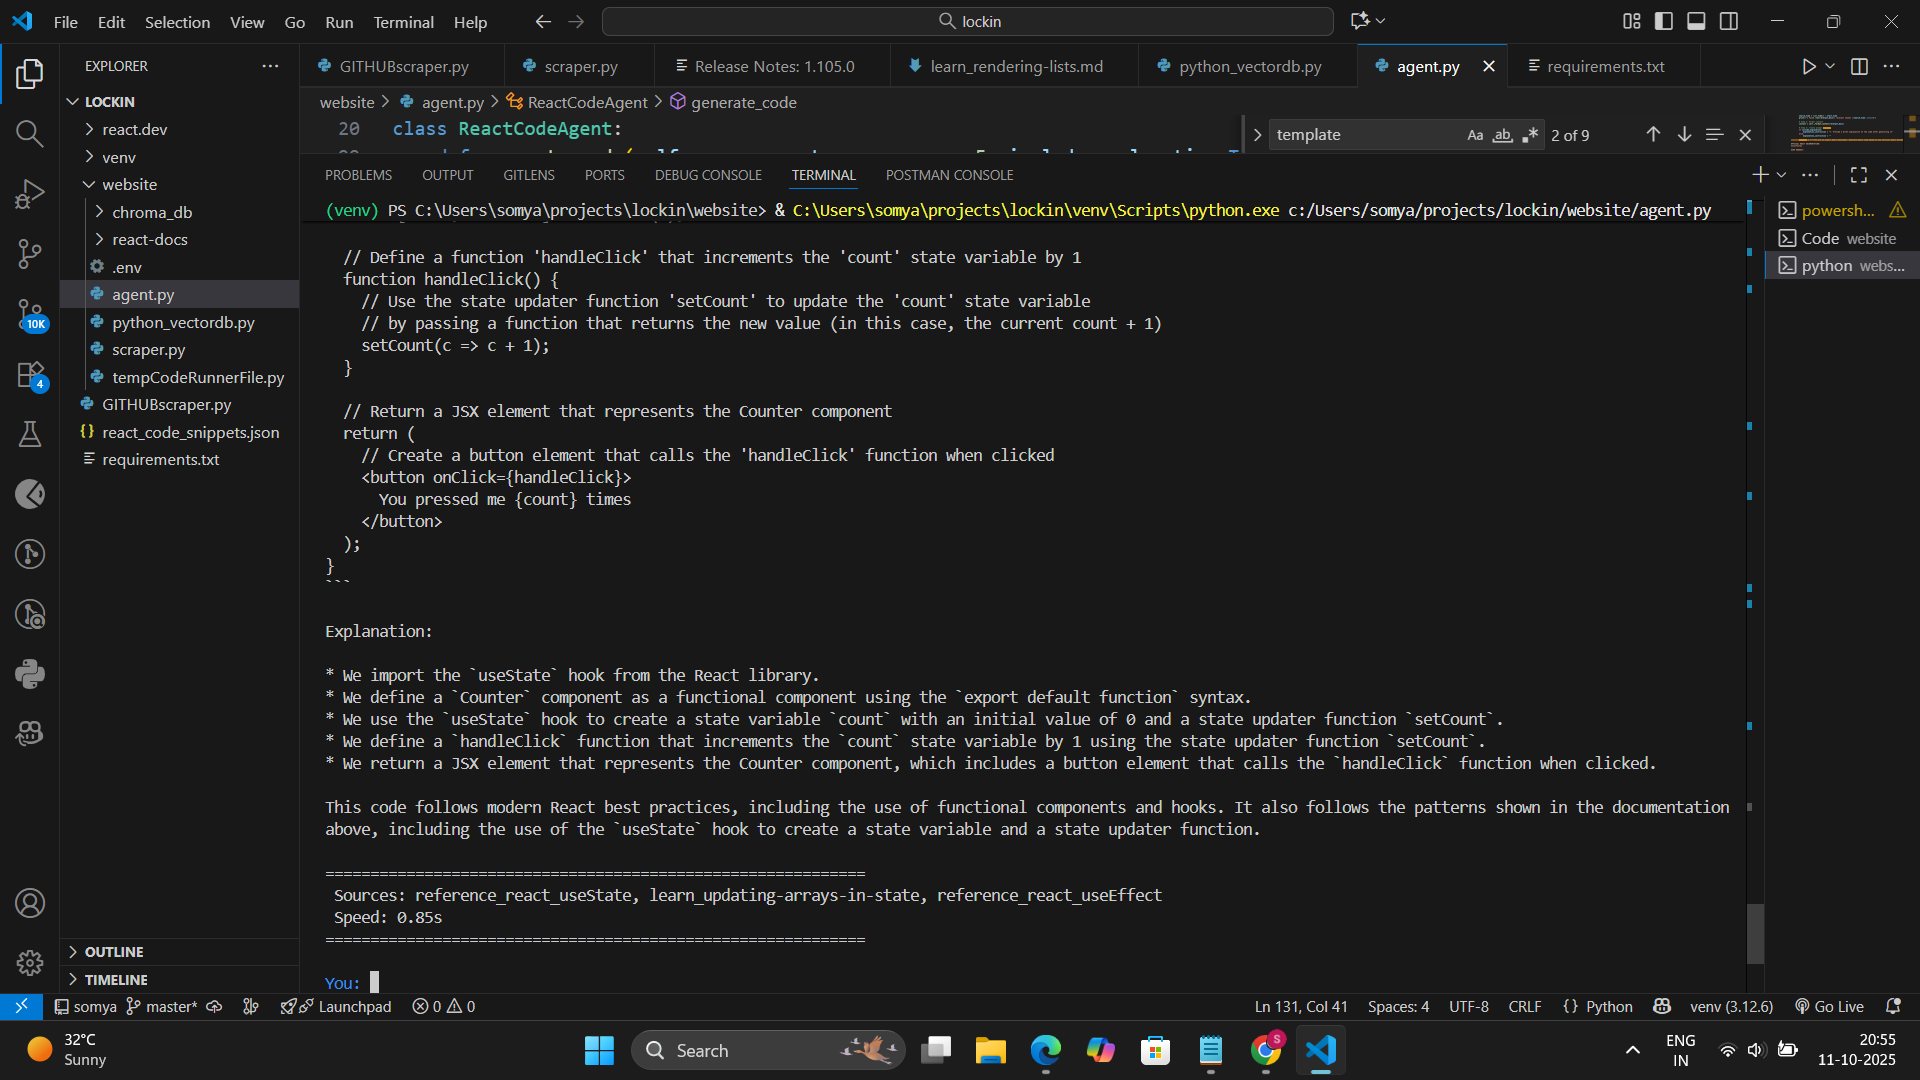 File Edit Selection View Go Run Terminal Help
lockin
EXPLORER
LOCKIN
react.dev
venv
website
chroma_db
react-docs
.env
agent.py
python_vectordb.py
scraper.py
tempCodeRunnerFile.py
GITHUBscraper.py
react_code_snippets.json
requirements.txt
OUTLINE
TIMELINE
10K
4
GITHUBscraper.py scraper.py Release Notes: 1.105.0 learn_rendering-lists.md python_vectordb.py agent.py requirements.txt
website > agent.py > ReactCodeAgent > generate_code
20 class ReactCodeAgent:
template Aa ab 2 of 9
PROBLEMS OUTPUT GITLENS PORTS DEBUG CONSOLE TERMINAL POSTMAN CONSOLE
(venv) PS C:\Users\somya\projects\lockin\website> & C:\Users\somya\projects\lockin\venv\Scripts\python.exe c:/Users/somya/projects/lockin/website/agent.py
// Define a function 'handleClick' that increments the 'count' state variable by 1
function handleClick() {
// Use the state updater function 'setCount' to update the 'count' state variable
// by passing a function that returns the new value (in this case, the current count + 1)
setCount(c => c + 1);
}
// Return a JSX element that represents the Counter component
return (
// Create a button element that calls the 'handleClick' function when clicked
<button onClick={handleClick}>
You pressed me {count} times
</button>
);
}
```
Explanation:
* We import the `useState` hook from the React library.
* We define a `Counter` component as a functional component using the `export default function` syntax.
* We use the `useState` hook to create a state variable `count` with an initial value of 0 and a state updater function `setCount`.
* We define a `handleClick` function that increments the `count` state variable by 1 using the state updater function `setCount`.
* We return a JSX element that represents the Counter component, which includes a button element that calls the `handleClick` function when clicked.
This code follows modern React best practices, including the use of functional components and hooks. It also follows the patterns shown in the documentation
above, including the use of the `useState` hook to create a state variable and a state updater function.
============================================================
Sources: reference_react_useState, learn_updating-arrays-in-state, reference_react_useEffect
Speed: 0.85s
============================================================
You:
powersh...
Code website
python webs...
somya master* Launchpad 0 0 Ln 131, Col 41 Spaces: 4 UTF-8 CRLF {} Python venv (3.12.6) Go Live
32°C
Sunny
Search
S
ENG
IN
20:55
11-10-2025